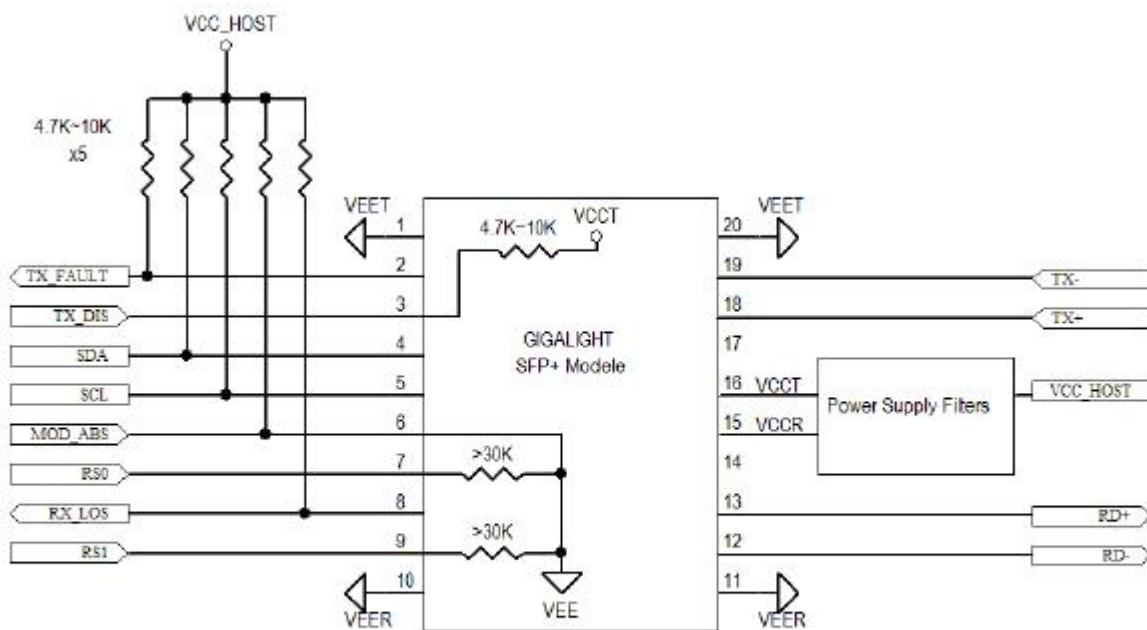 VCC_HOST
4.7K~10K
x5
VEET
1
4.7K~10K
VCCT
20
VEET
TX_FAULT
2
19
TX-
TX_DIS
3
18
TX+
GIGALIGHT
SFP+ Modele
SDA
4
17
SCL
5
16
VCCT
Power Supply Filters
VCC_HOST
MOD_ABS
6
15
VCCR
RS0
7
>30K
14
RX_LOS
8
13
RD+
RS1
9
>30K
12
RD-
10
VEER
VEE
11
VEER